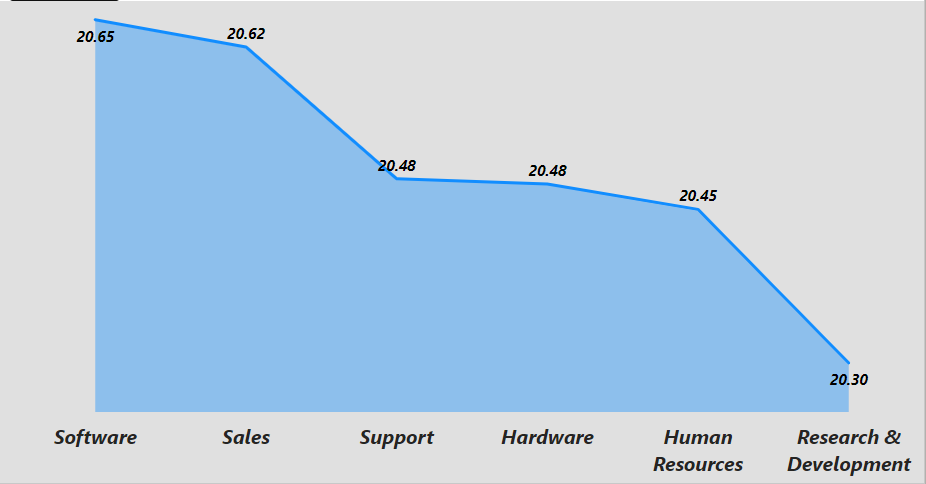 20.65
20.62
20.48
20.48
20.45
20.30
Software
Sales
Support
Hardware
Human
Resources
Research &
Development